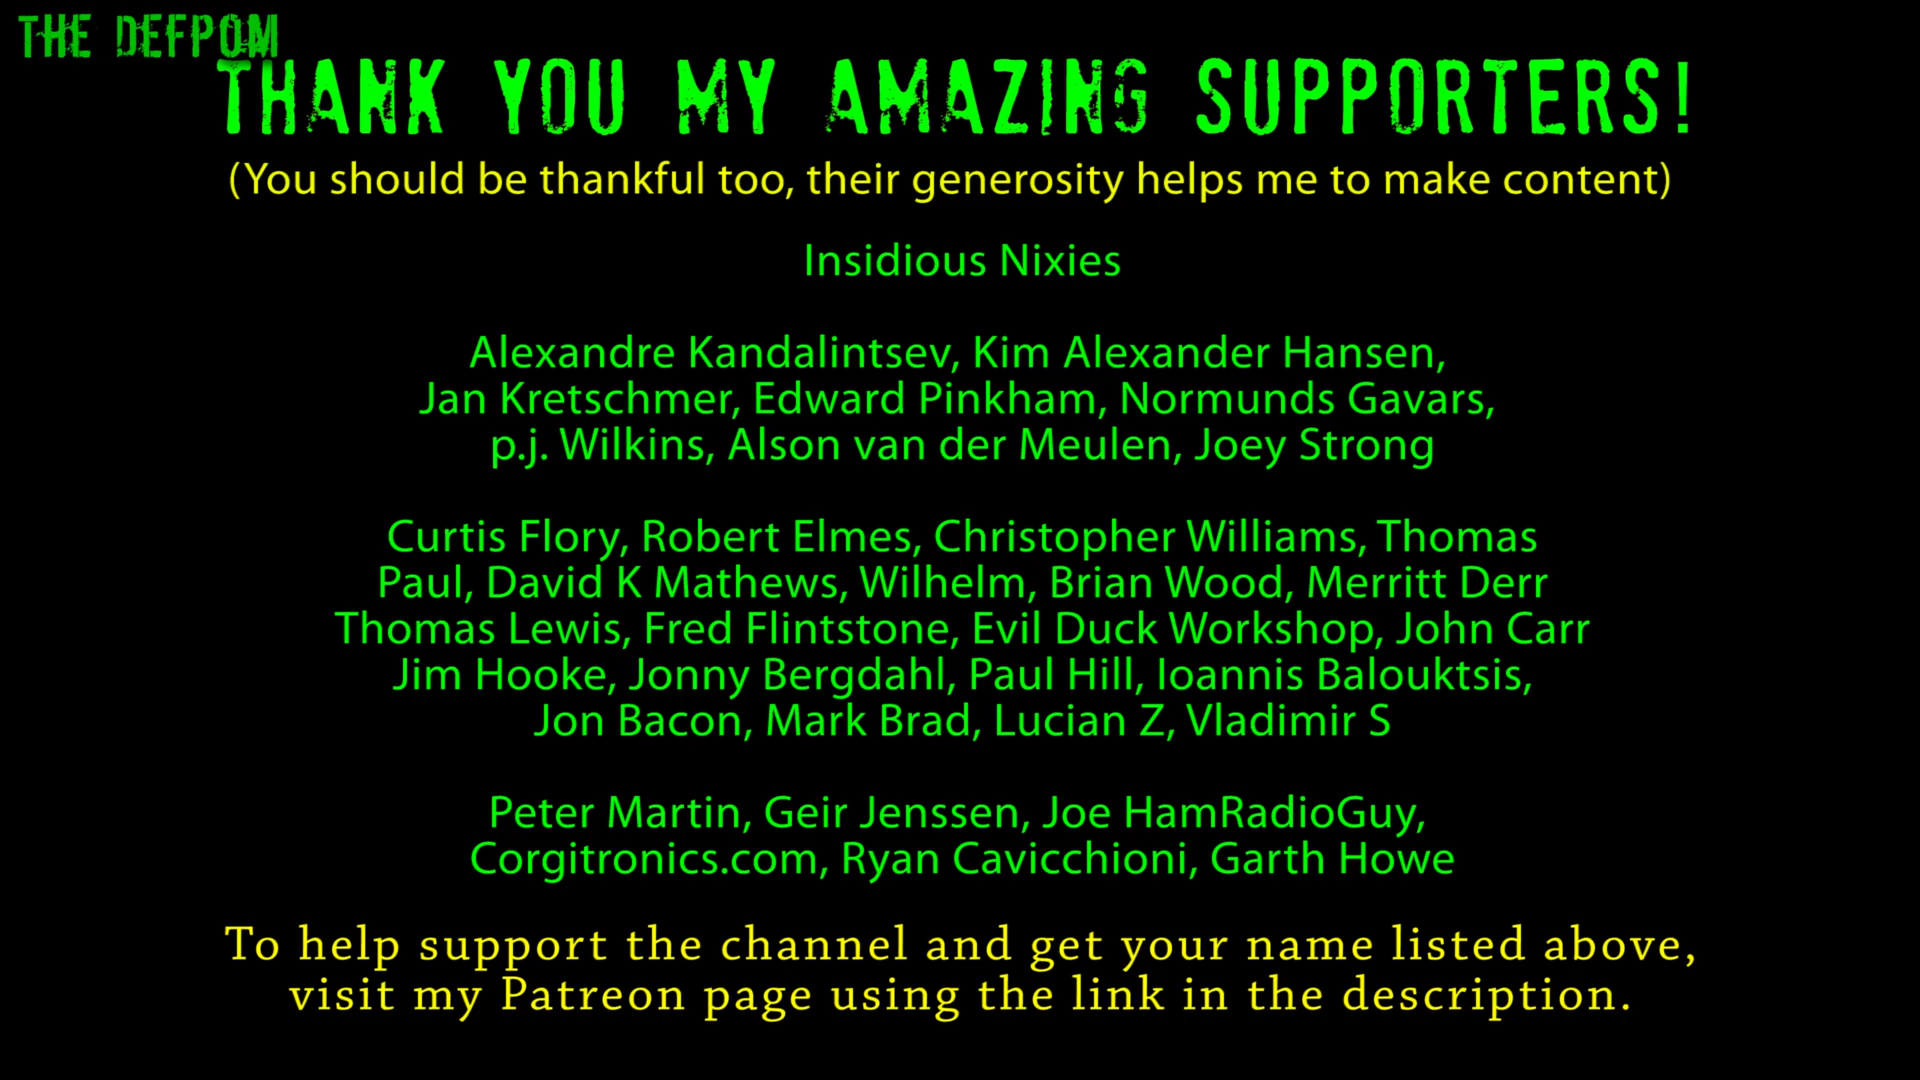 THE DEFPOM
THANK YOU MY AMAZING SUPPORTERS!
(You should be thankful too, their generosity helps me to make content)
Insidious Nixies
Alexandre Kandalintsev, Kim Alexander Hansen,
Jan Kretschmer, Edward Pinkham, Normunds Gavars,
p.j. Wilkins, Alson van der Meulen, Joey Strong
Curtis Flory, Robert Elmes, Christopher Williams, Thomas
Paul, David K Mathews, Wilhelm, Brian Wood, Merritt Derr
Thomas Lewis, Fred Flintstone, Evil Duck Workshop, John Carr
Jim Hooke, Jonny Bergdahl, Paul Hill, Ioannis Balouktsis,
Jon Bacon, Mark Brad, Lucian Z, Vladimir S
Peter Martin, Geir Jenssen, Joe HamRadioGuy,
Corgitronics.com, Ryan Cavicchioni, Garth Howe
To help support the channel and get your name listed above,
visit my Patreon page using the link in the description.